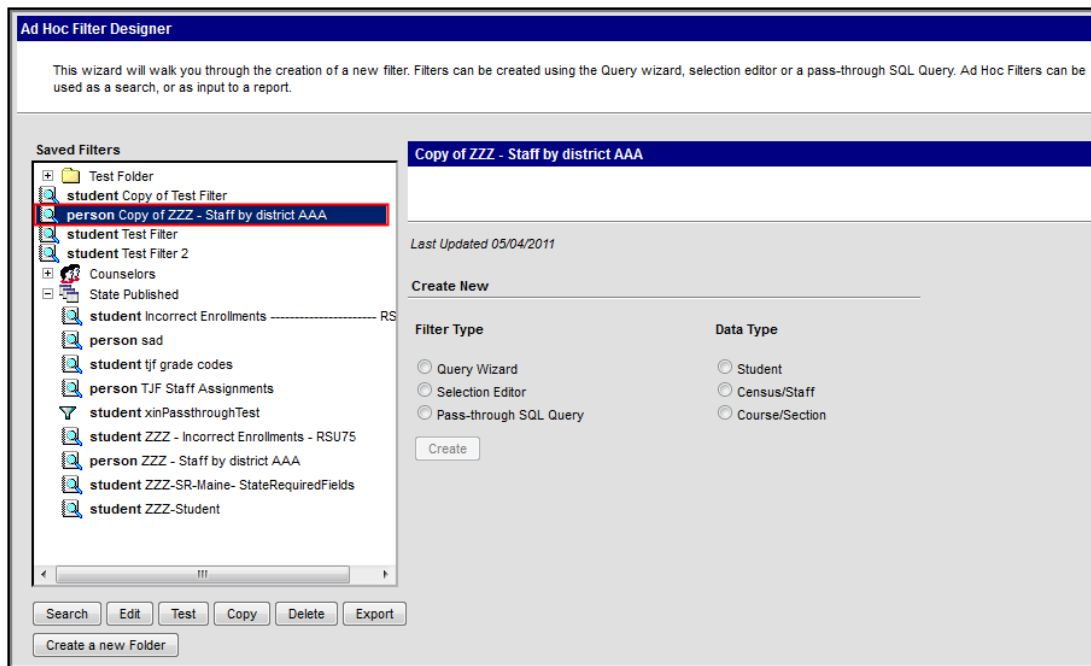 Ad Hoc Filter Designer
This wizard will walk you through the creation of a new filter. Filters can be created using the Query wizard, selection editor or a pass-through SQL Query. Ad Hoc Filters can be
used as a search, or as input to a report.
Saved Filters
Test Folder
student Copy of Test Filter
person Copy of ZZZ - Staff by district AAA
student Test Filter
student Test Filter 2
Counselors
State Published
student Incorrect Enrollments ---------------------- RS
person sad
student tjf grade codes
person TJF Staff Assignments
student xinPassthroughTest
student ZZZ - Incorrect Enrollments - RSU75
person ZZZ - Staff by district AAA
student ZZZ-SR-Maine- StateRequiredFields
student ZZZ-Student
Search Edit Test Copy Delete Export
Create a new Folder
Copy of ZZZ - Staff by district AAA
Last Updated 05/04/2011
Create New
Filter Type
Query Wizard
Selection Editor
Pass-through SQL Query
Create
Data Type
Student
Census/Staff
Course/Section